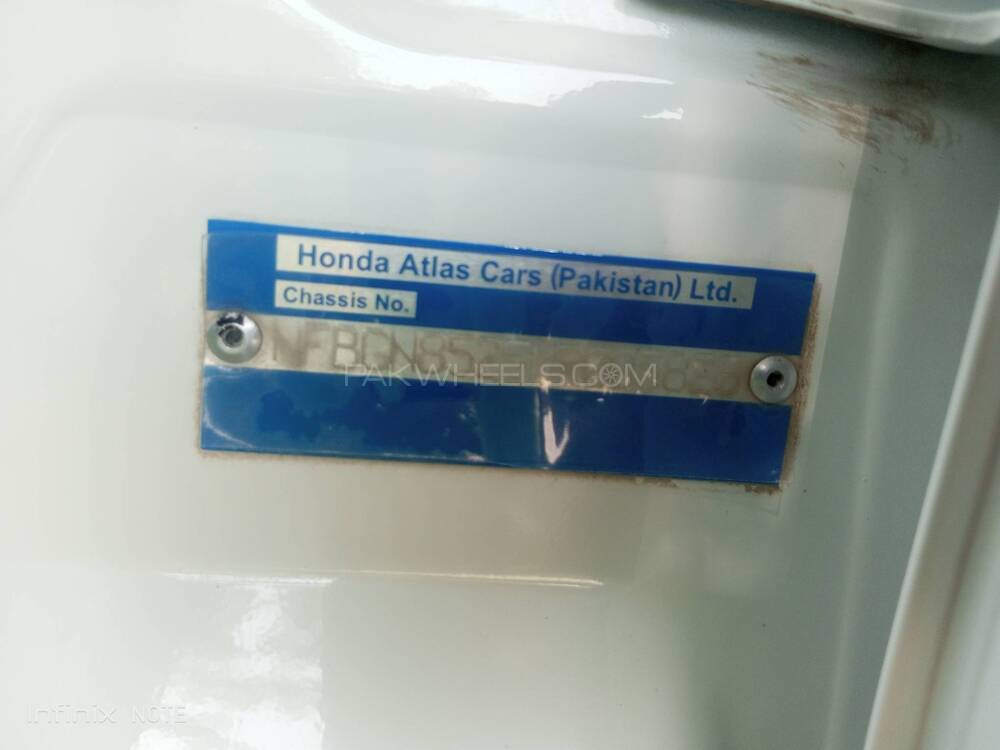 Honda Atlas Cars (Pakistan) Ltd.
Chassis No.
PAKWHEELS.COM
Infinix NOTE